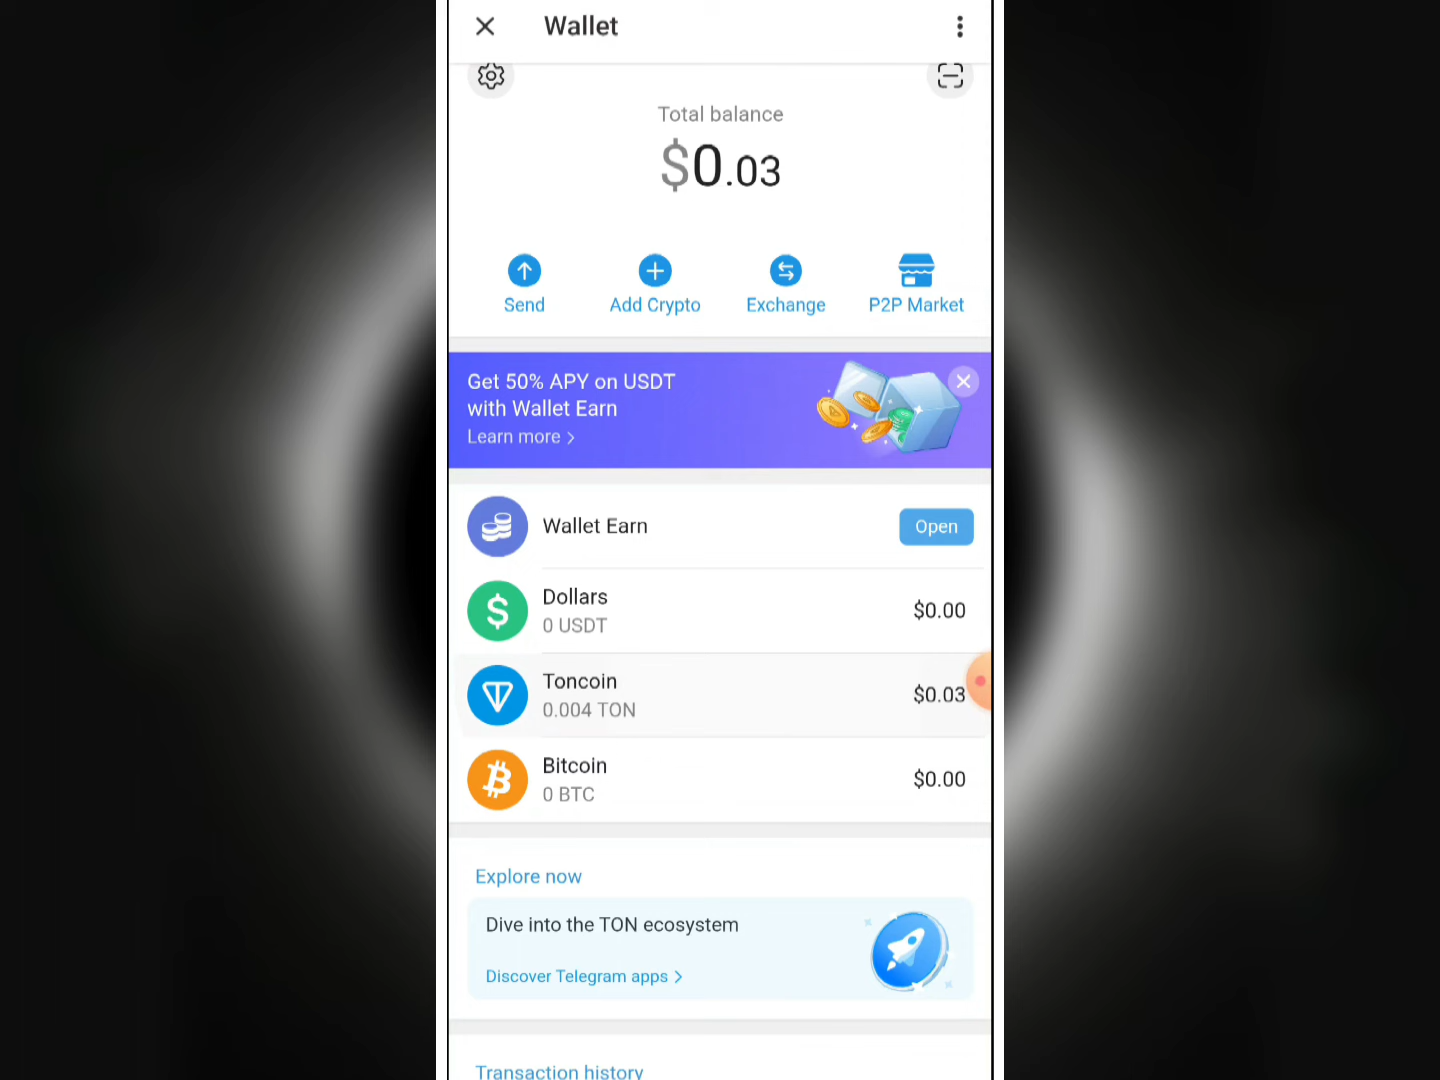 Wallet
Total balance
$0.03
Send
Add Crypto
Exchange
P2P Market
Get 50% APY on USDT
with Wallet Earn
Learn more >
Wallet Earn
Open
Dollars
$0.00
0 USDT
Toncoin
$0.03
0.004 TON
Bitcoin
$0.00
0 BTC
Explore now
Dive into the TON ecosystem
Discover Telegram apps >
Transaction history